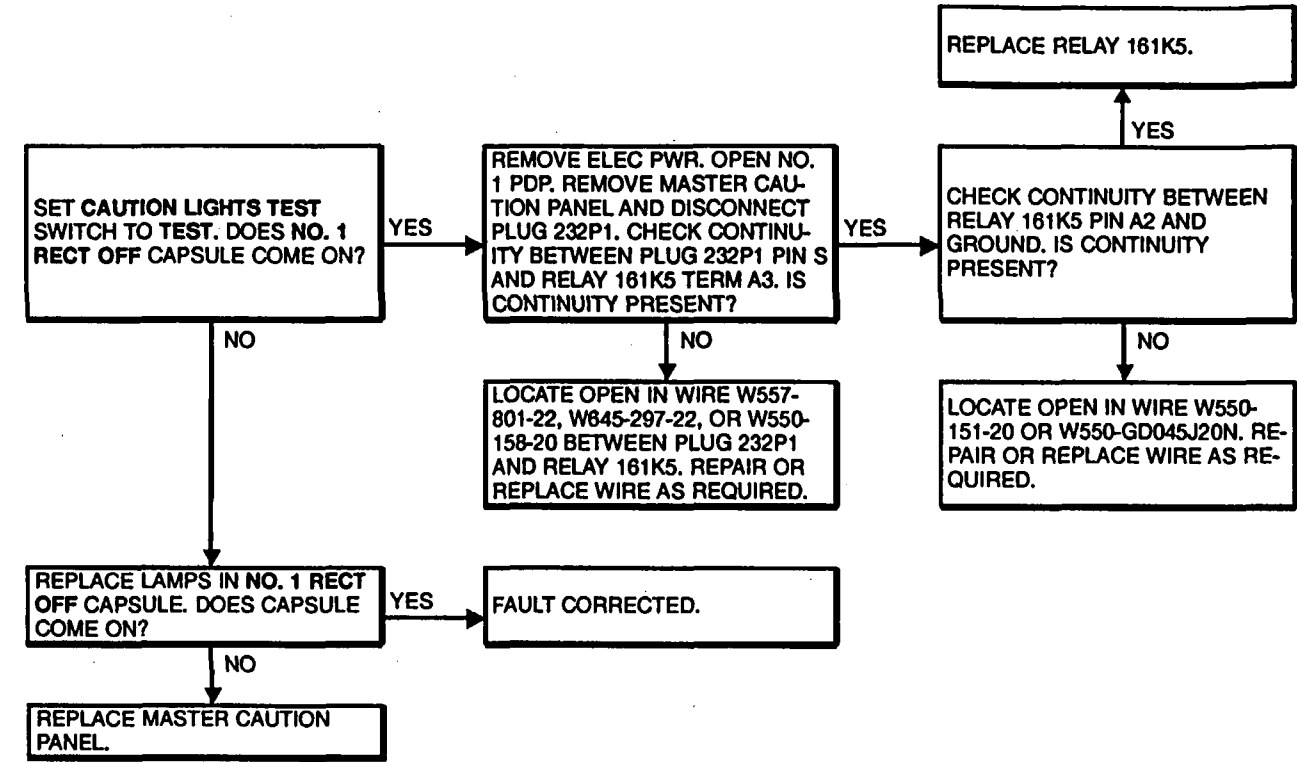 REPLACE RELAY 161K5.
YES
SET CAUTION LIGHTS TEST
SWITCH TO TEST. DOES NO. 1
RECT OFF CAPSULE COME ON?
YES
REMOVE ELEC PWR. OPEN NO.
1 PDP. REMOVE MASTER CAU-
TION PANEL AND DISCONNECT
PLUG 232P1. CHECK CONTINU-
ITY BETWEEN PLUG 232P1 PIN S
AND RELAY 161K5 TERM A3. IS
CONTINUITY PRESENT?
YES
CHECK CONTINUITY BETWEEN
RELAY 161K5 PIN A2 AND
GROUND. IS CONTINUITY
PRESENT?
NO
NO
NO
LOCATE OPEN IN WIRE W557-
801-22, W645-297-22, OR W550-
158-20 BETWEEN PLUG 232P1
AND RELAY 161K5. REPAIR OR
REPLACE WIRE AS REQUIRED.
LOCATE OPEN IN WIRE W550-
151-20 OR W550-GD045J20N. RE-
PAIR OR REPLACE WIRE AS RE-
QUIRED.
REPLACE LAMPS IN NO. 1 RECT
OFF CAPSULE. DOES CAPSULE
COME ON?
YES
FAULT CORRECTED.
NO
REPLACE MASTER CAUTION
PANEL.